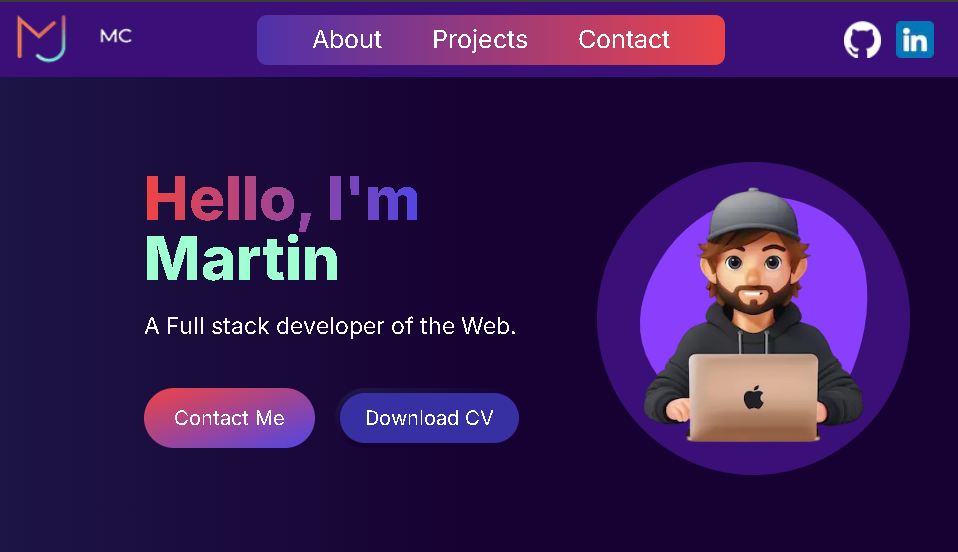 MJ MC About Projects Contact in
Hello, I'm
Martin
A Full stack developer of the Web.
Contact Me Download CV